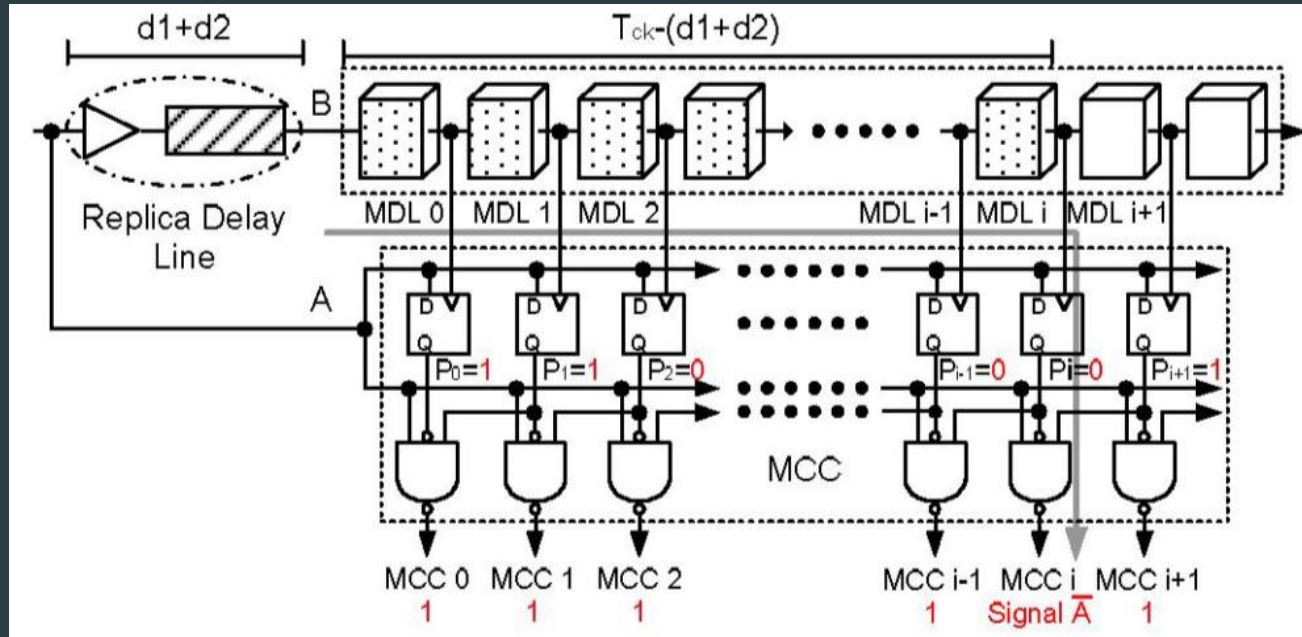 d1+d2
Tck-(d1+d2)
B
Replica Delay
Line
MDL 0 MDL 1 MDL 2 MDL i-1 MDL i MDL i+1
A
D D D D D D
Q Q Q Q Q Q
P0=1 P1=1 P2=0 Pi-1=0 Pi=0 Pi+1=1
MCC
MCC 0 MCC 1 MCC 2 MCC i-1 MCC i MCC i+1
1 1 1 1 Signal A̅ 1